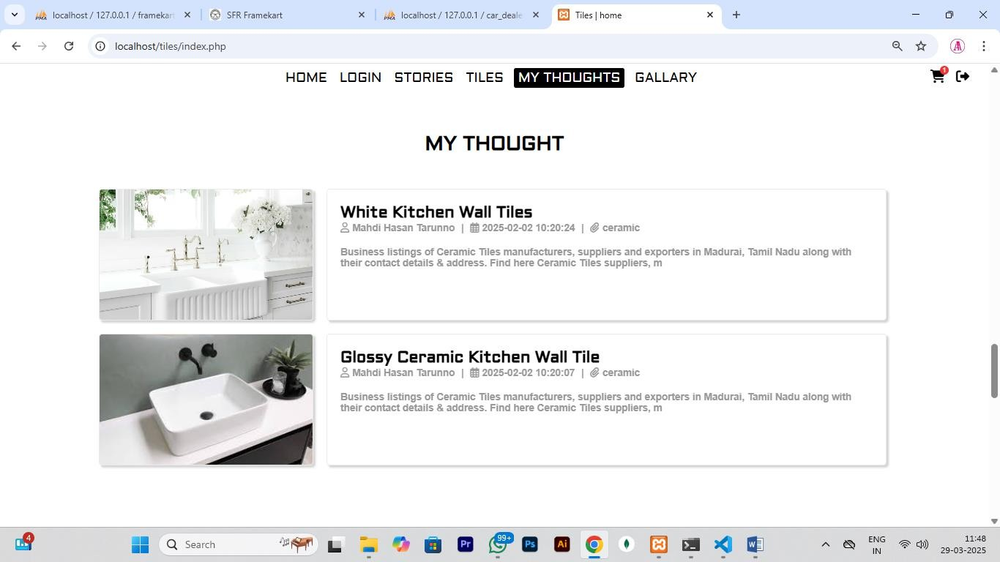 localhost / 127.0.0.1 / framekart
SFR Framekart
localhost / 127.0.0.1 / car_deale
Tiles | home
localhost/tiles/index.php
HOME LOGIN STORIES TILES MY THOUGHTS GALLARY
1
MY THOUGHT
White Kitchen Wall Tiles
Mahdi Hasan Tarunno | 2025-02-02 10:20:24 | ceramic
Business listings of Ceramic Tiles manufacturers, suppliers and exporters in Madurai, Tamil Nadu along with
their contact details & address. Find here Ceramic Tiles suppliers, m
Glossy Ceramic Kitchen Wall Tile
Mahdi Hasan Tarunno | 2025-02-02 10:20:07 | ceramic
Business listings of Ceramic Tiles manufacturers, suppliers and exporters in Madurai, Tamil Nadu along with
their contact details & address. Find here Ceramic Tiles suppliers, m
4
Search
Pr
99+
Ps
Ai
ENG
IN
11:48
29-03-2025